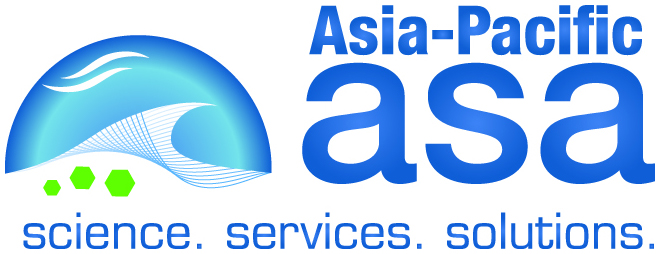 Asia-Pacific
asa
science. services. solutions.